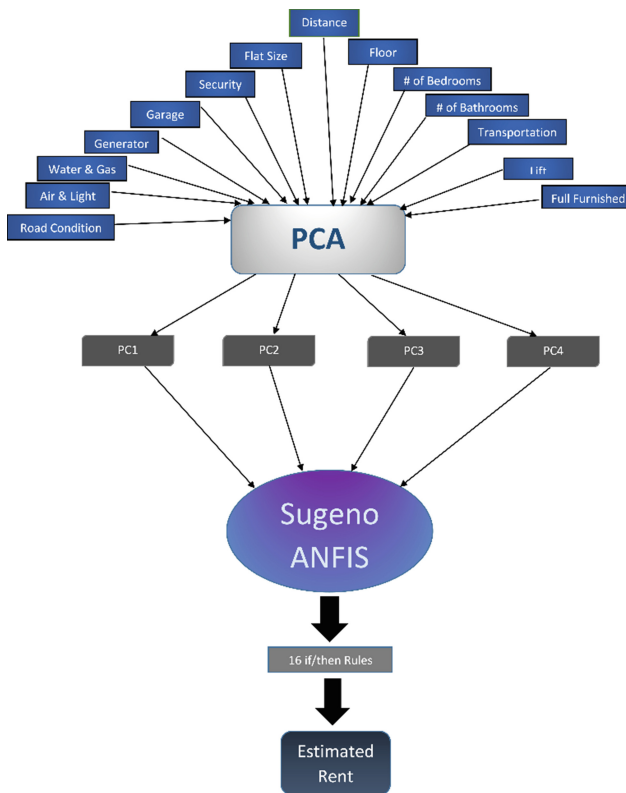 Distance
Flat Size
Floor
Security
# of Bedrooms
Garage
# of Bathrooms
Generator
Transportation
Water & Gas
Lift
Air & Light
Full Furnished
Road Condition
PCA
PC1
PC2
PC3
PC4
Sugeno
ANFIS
16 if/then Rules
Estimated
Rent